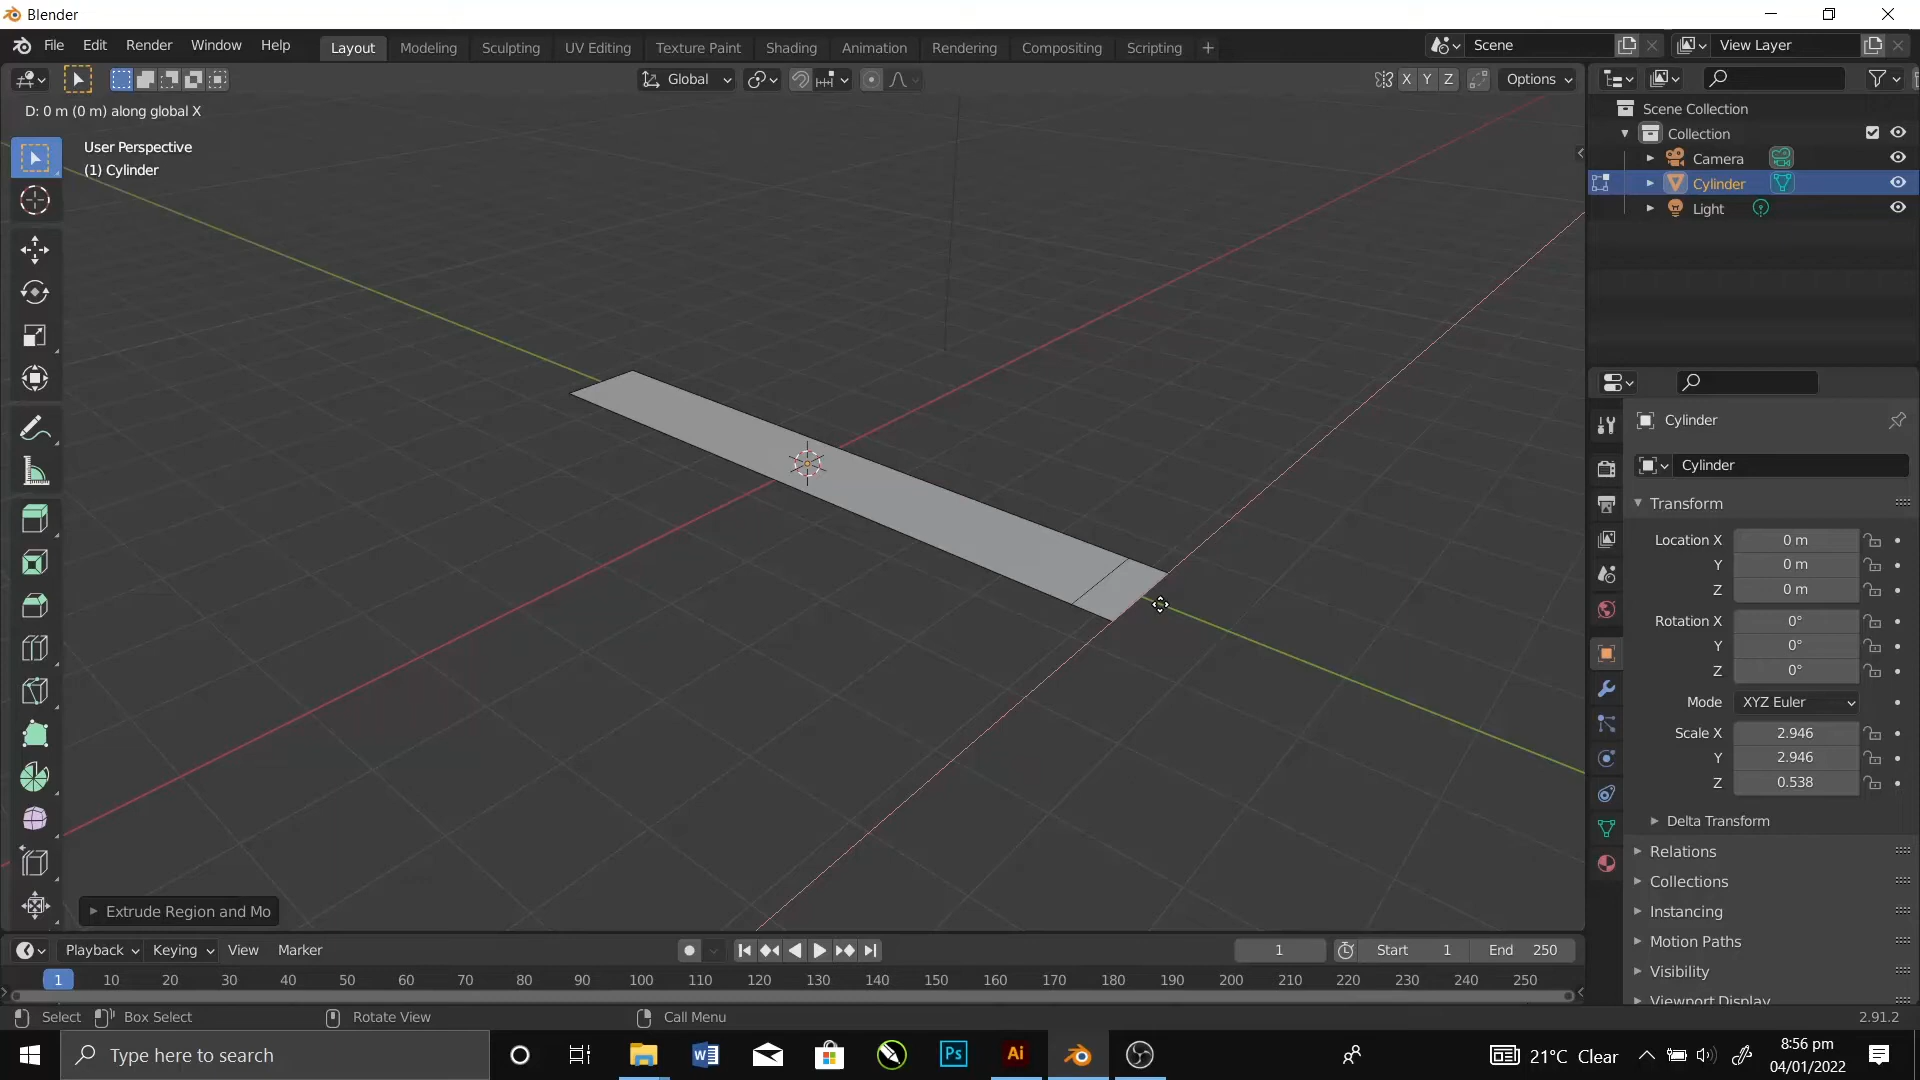 Blender
File Edit Render Window Help
Layout Modeling Sculpting UV Editing Texture Paint Shading Animation Rendering Compositing Scripting +
Scene
View Layer
Global
X Y Z
Options
D: 0 m (0 m) along global X
User Perspective
(1) Cylinder
Scene Collection
Collection
Camera
Cylinder
Light
Cylinder
Cylinder
Transform
Location X 0 m
Y 0 m
Z 0 m
Rotation X 0°
Y 0°
Z 0°
Mode XYZ Euler
Scale X 2.946
Y 2.946
Z 0.538
Delta Transform
Relations
Collections
Instancing
Motion Paths
Visibility
Viewport Display
Extrude Region and Mo
Playback Keying View Marker
1 Start 1 End 250
1 10 20 30 40 50 60 70 80 90 100 110 120 130 140 150 160 170 180 190 200 210 220 230 240 250
Select Box Select Rotate View Call Menu 2.91.2
Type here to search
Ps
Ai
21°C Clear
8:56 pm
04/01/2022